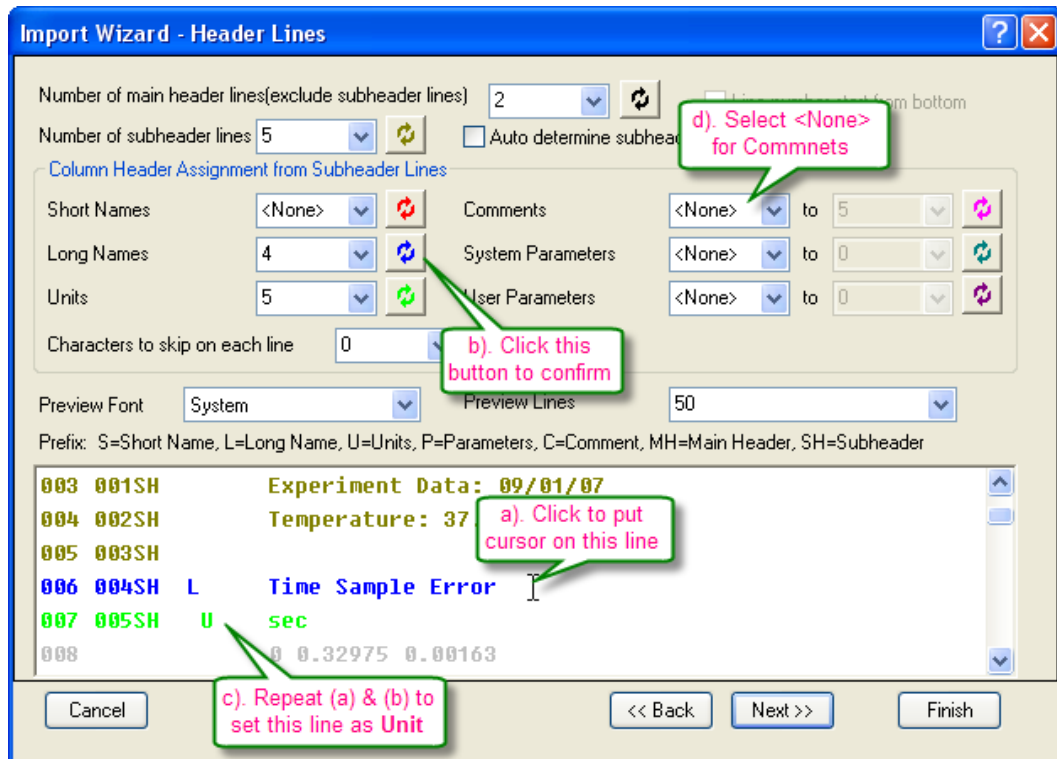 Import Wizard - Header Lines
Number of main header lines(exclude subheader lines) 2
Number of subheader lines 5 Auto determine subhea
from bottom
d). Select <None>
for Commnets
Column Header Assignment from Subheader Lines
Short Names <None> Comments <None> to 5
Long Names 4 System Parameters <None> to 0
Units 5 User Parameters <None> to 0
Characters to skip on each line 0
b). Click this
button to confirm
Preview Font System Preview Lines 50
Prefix: S=Short Name, L=Long Name, U=Units, P=Parameters, C=Comment, MH=Main Header, SH=Subheader
003 001SH Experiment Data: 09/01/07
004 002SH Temperature: 37.
a). Click to put
cursor on this line
005 003SH
006 004SH L Time Sample Error
007 005SH U sec
008 0 0.32975 0.00163
c). Repeat (a) & (b) to
set this line as Unit
Cancel << Back Next >> Finish